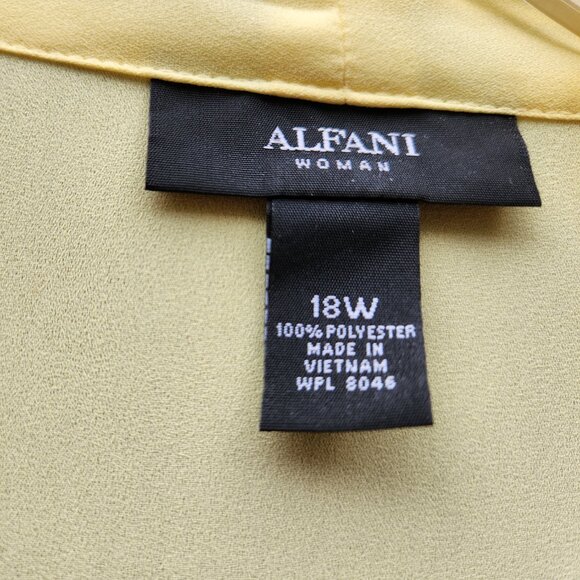 ALFANI
WOMAN
18W
100% POLYESTER
MADE IN
VIETNAM
WPL 8046